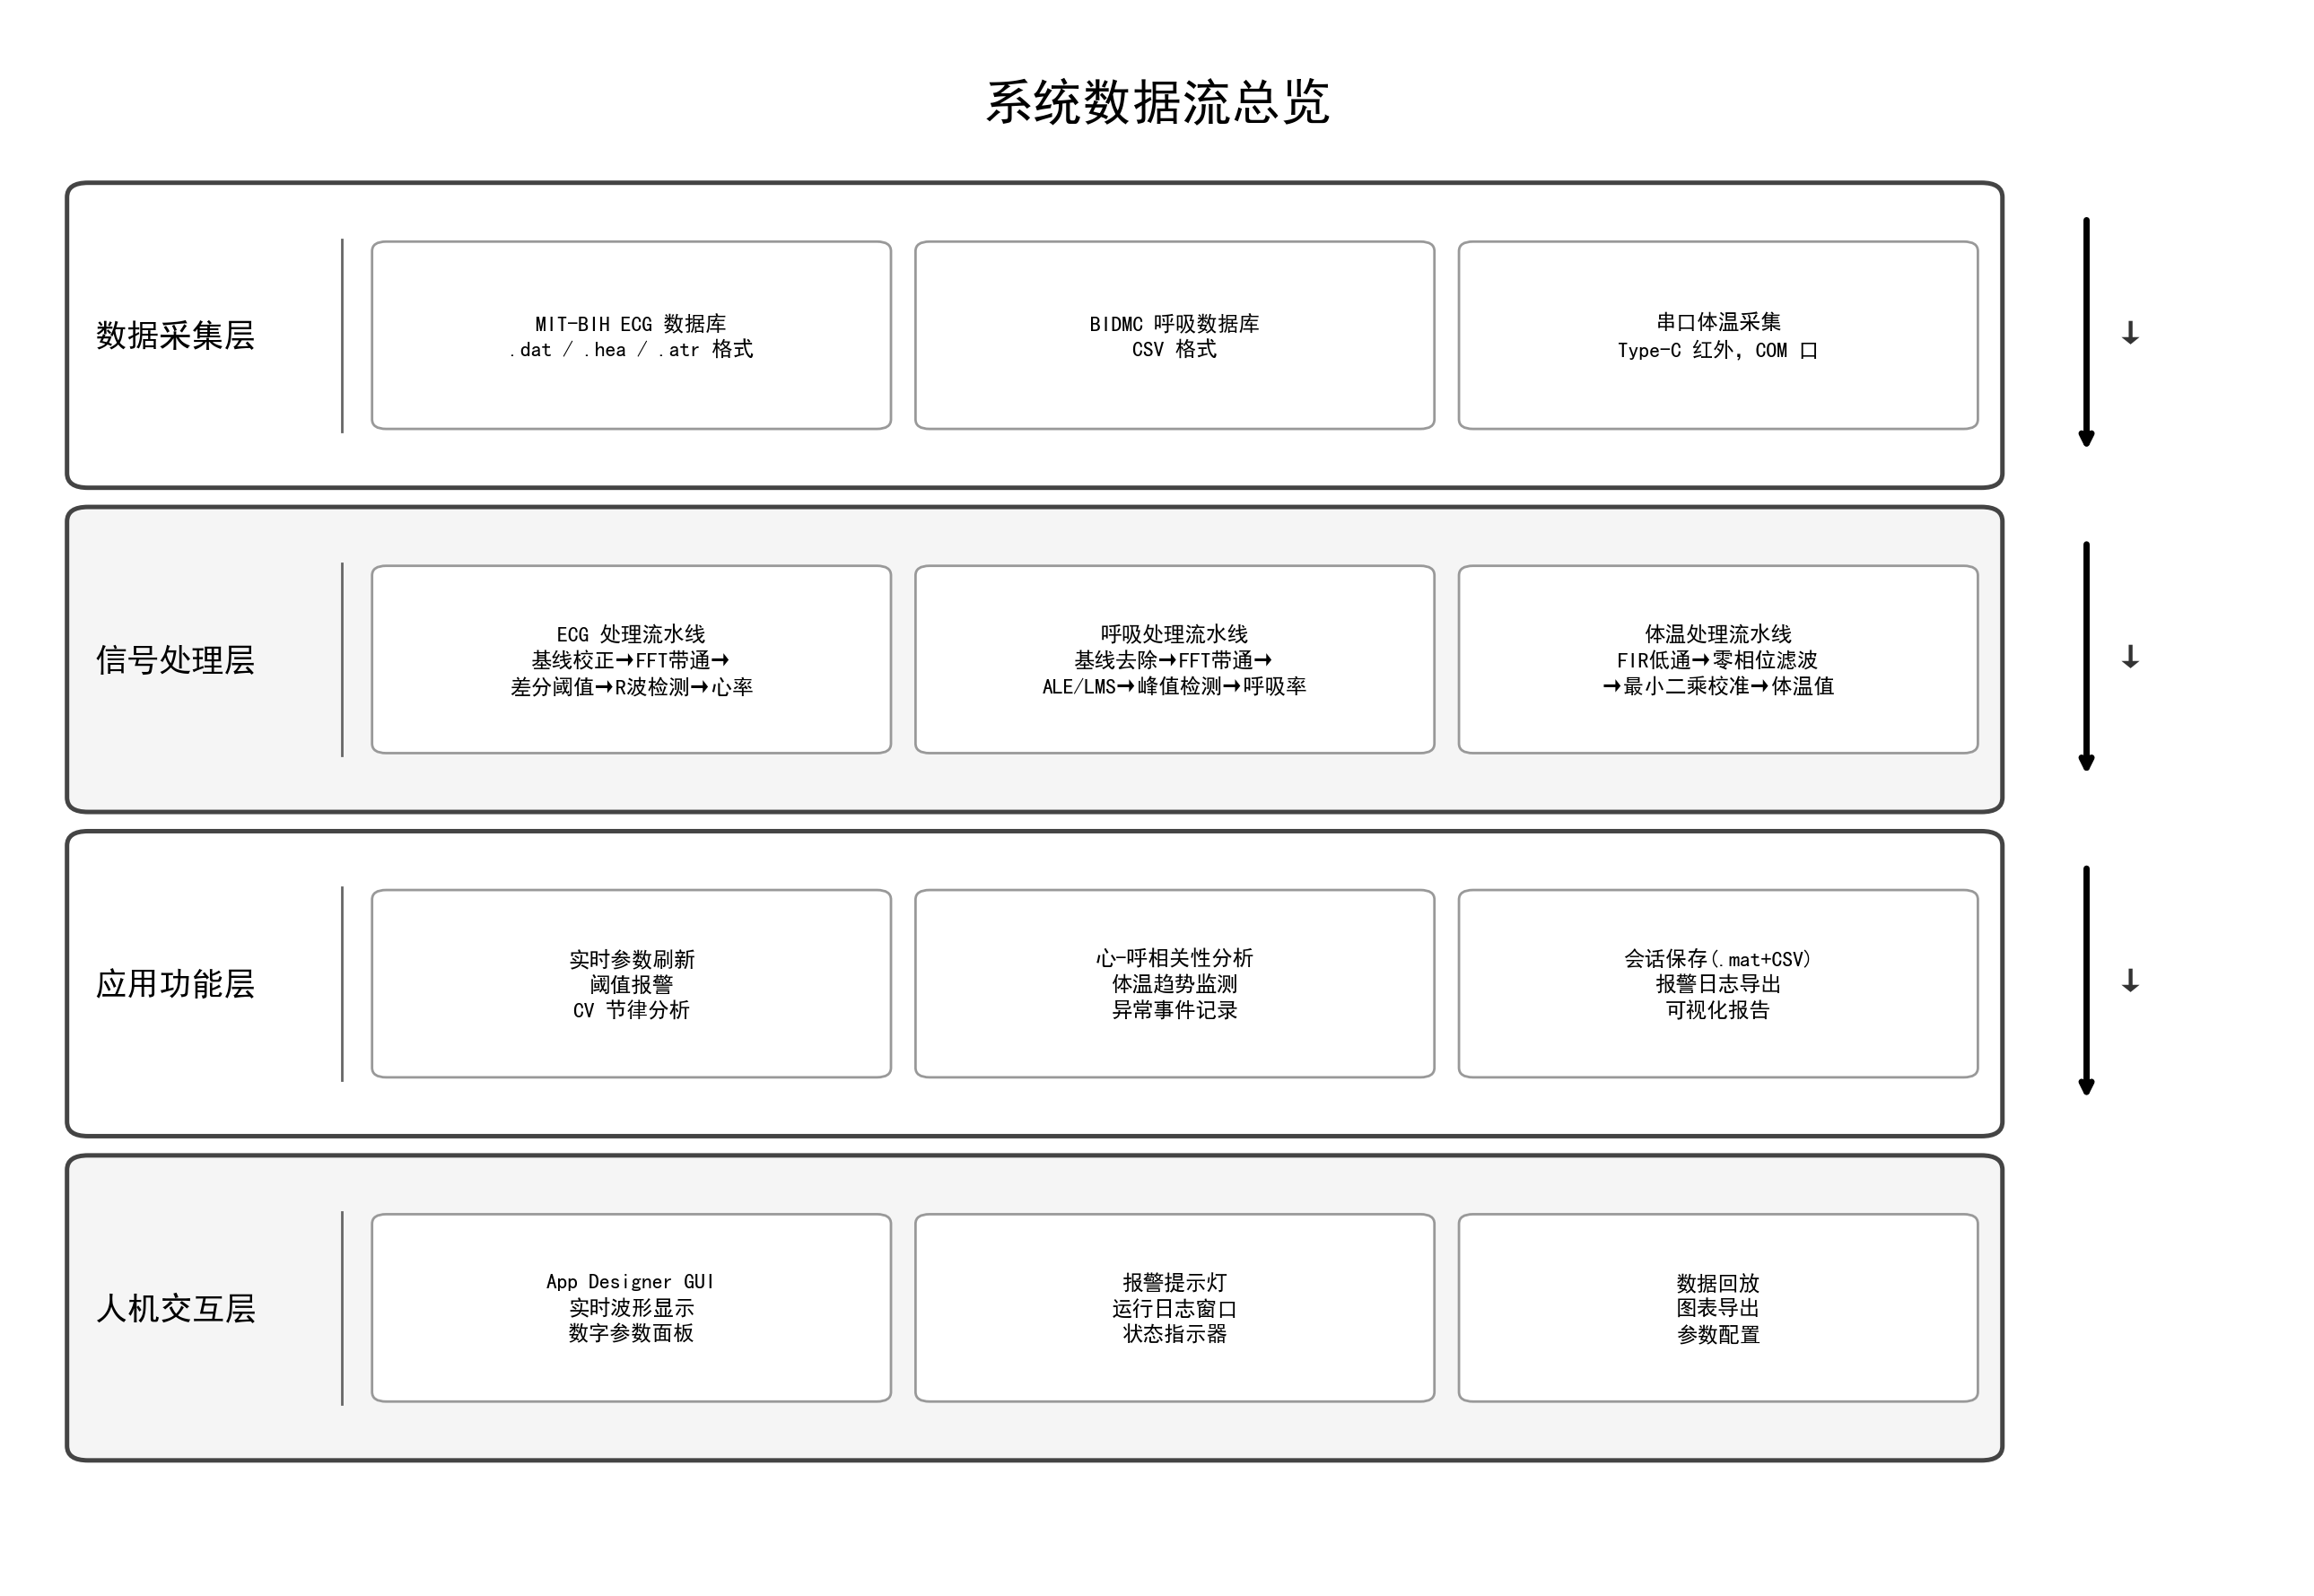 系统数据流总览
数据采集层
MIT-BIH ECG 数据库
.dat / .hea / .atr 格式
BIDMC 呼吸数据库
CSV 格式
串口体温采集
Type-C 红外，COM 口
↓
信号处理层
ECG 处理流水线
基线校正→FFT带通→
差分阈值→R波检测→心率
呼吸处理流水线
基线去除→FFT带通→
ALE/LMS→峰值检测→呼吸率
体温处理流水线
FIR低通→零相位滤波
→最小二乘校准→体温值
↓
应用功能层
实时参数刷新
阈值报警
CV 节律分析
心-呼相关性分析
体温趋势监测
异常事件记录
会话保存(.mat+CSV)
报警日志导出
可视化报告
↓
人机交互层
App Designer GUI
实时波形显示
数字参数面板
报警提示灯
运行日志窗口
状态指示器
数据回放
图表导出
参数配置